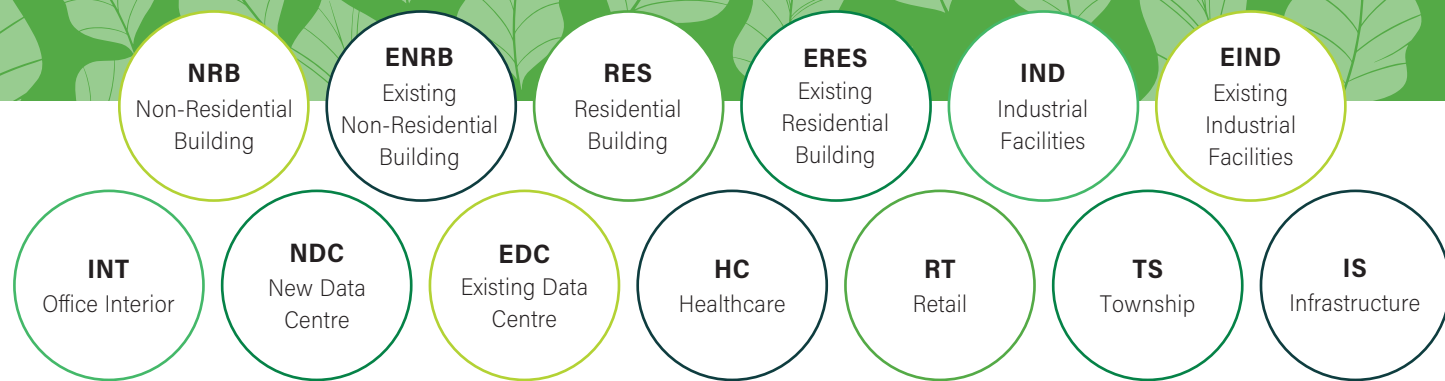 NRB
Non-Residential
Building
ENRB
Existing
Non-Residential
Building
RES
Residential
Building
ERES
Existing
Residential
Building
IND
Industrial
Facilities
EIND
Existing
Industrial
Facilities
INT
Office Interior
NDC
New Data
Centre
EDC
Existing Data
Centre
HC
Healthcare
RT
Retail
TS
Township
IS
Infrastructure